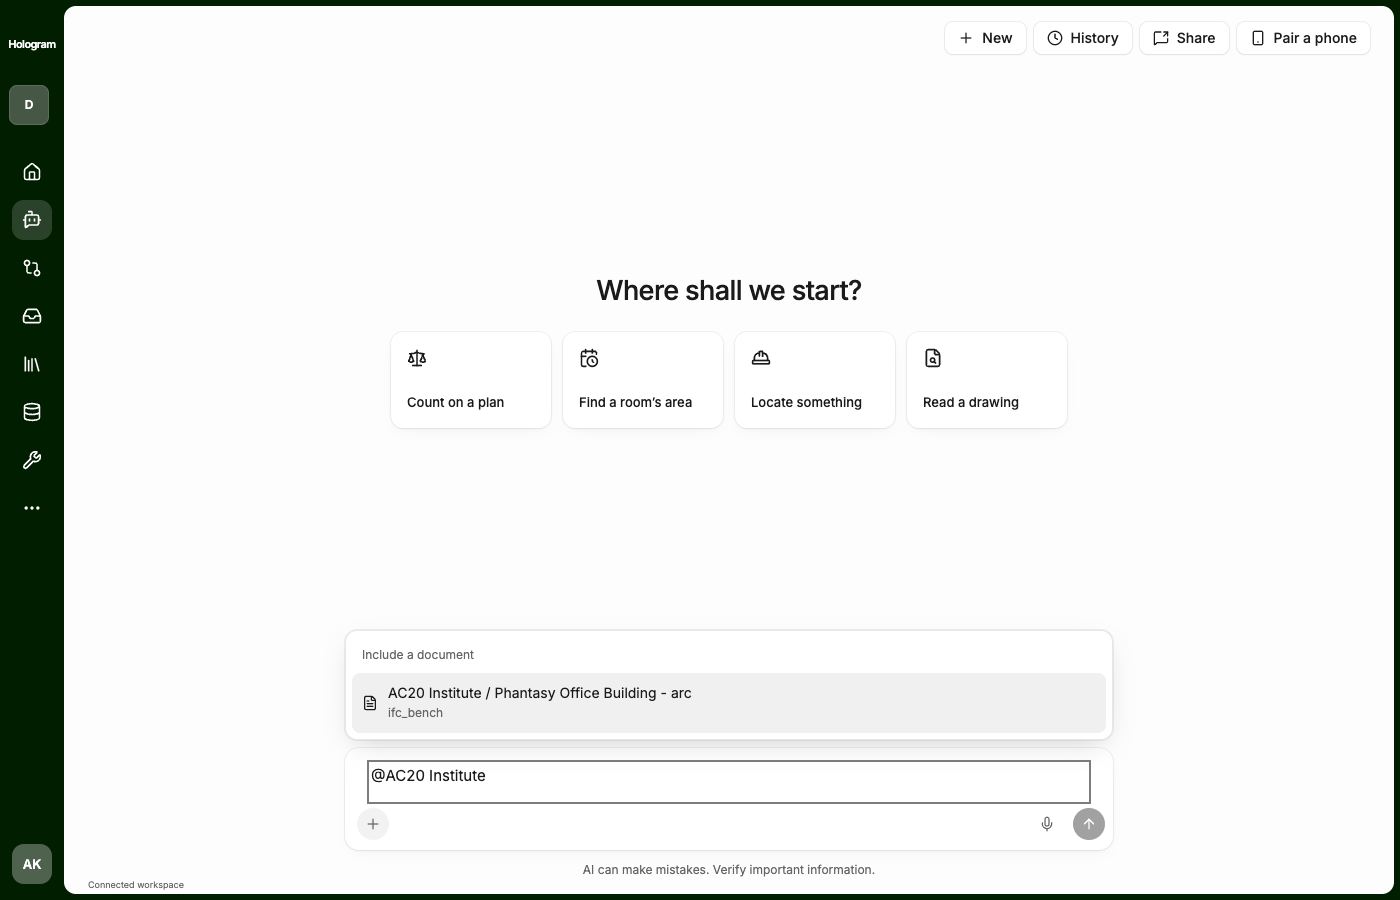 Hologram
New
History
Share
Pair a phone
D
Where shall we start?
Count on a plan
Find a room’s area
Locate something
Read a drawing
Include a document
AC20 Institute / Phantasy Office Building - arc
ifc_bench
@AC20 Institute
AK
AI can make mistakes. Verify important information.
Connected workspace